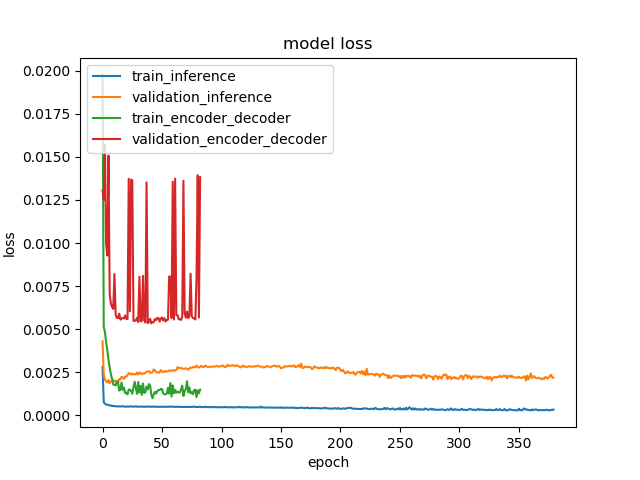 model loss
0.0200
0.0175
0.0150
0.0125
0.0100
0.0075
0.0050
0.0025
0.0000
loss
train_inference
validation_inference
train_encoder_decoder
validation_encoder_decoder
0 50 100 150 200 250 300 350
epoch